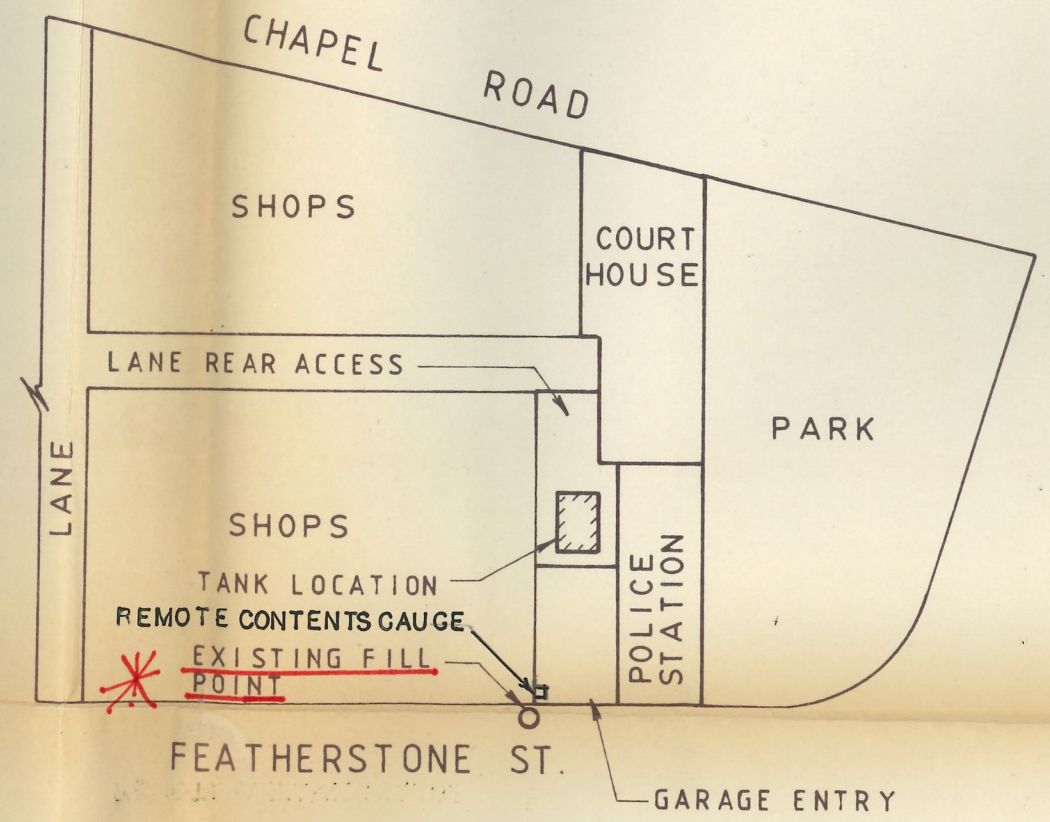 CHAPEL ROAD
SHOPS
COURT
HOUSE
LANE REAR ACCESS
PARK
LANE
SHOPS
TANK LOCATION
REMOTE CONTENTS GAUGE
EXISTING FILL
POINT
POLICE
STATION
FEATHERSTONE ST.
GARAGE ENTRY